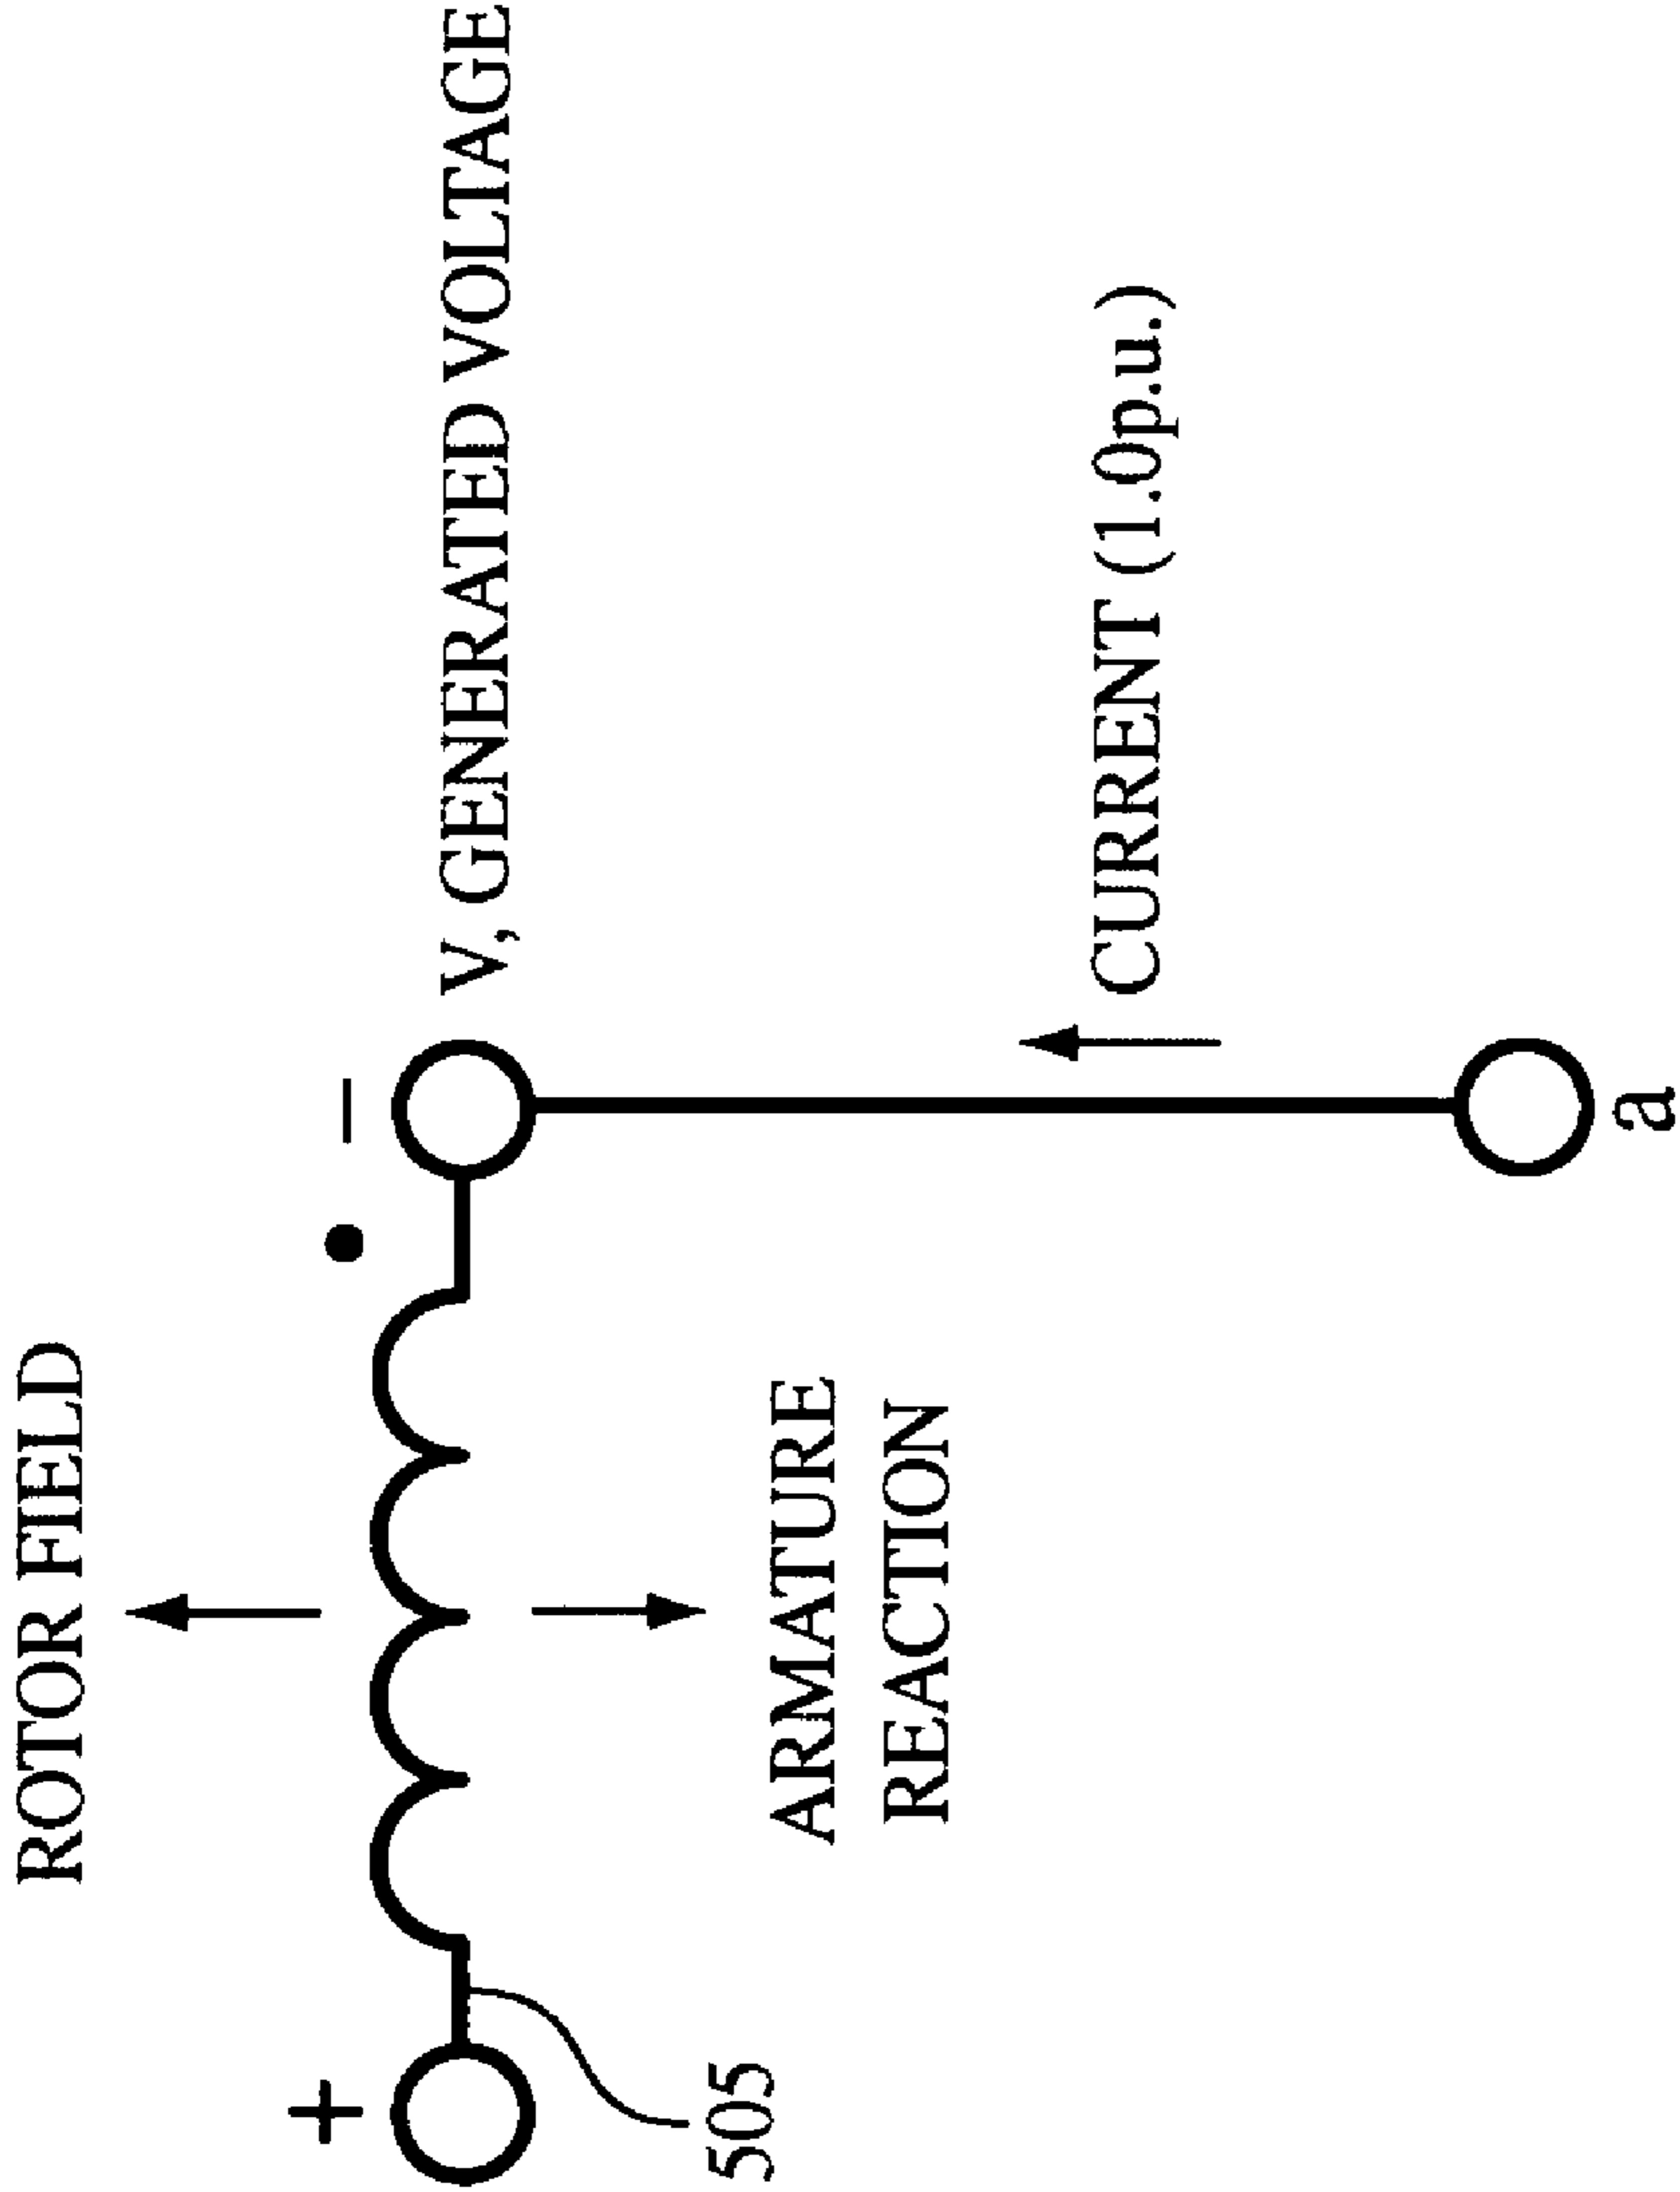 ROTOR FIELD
+
−
V, GENERATED VOLTAGE
505
ARMATURE
REACTION
CURRENT (1.0p.u.)
a